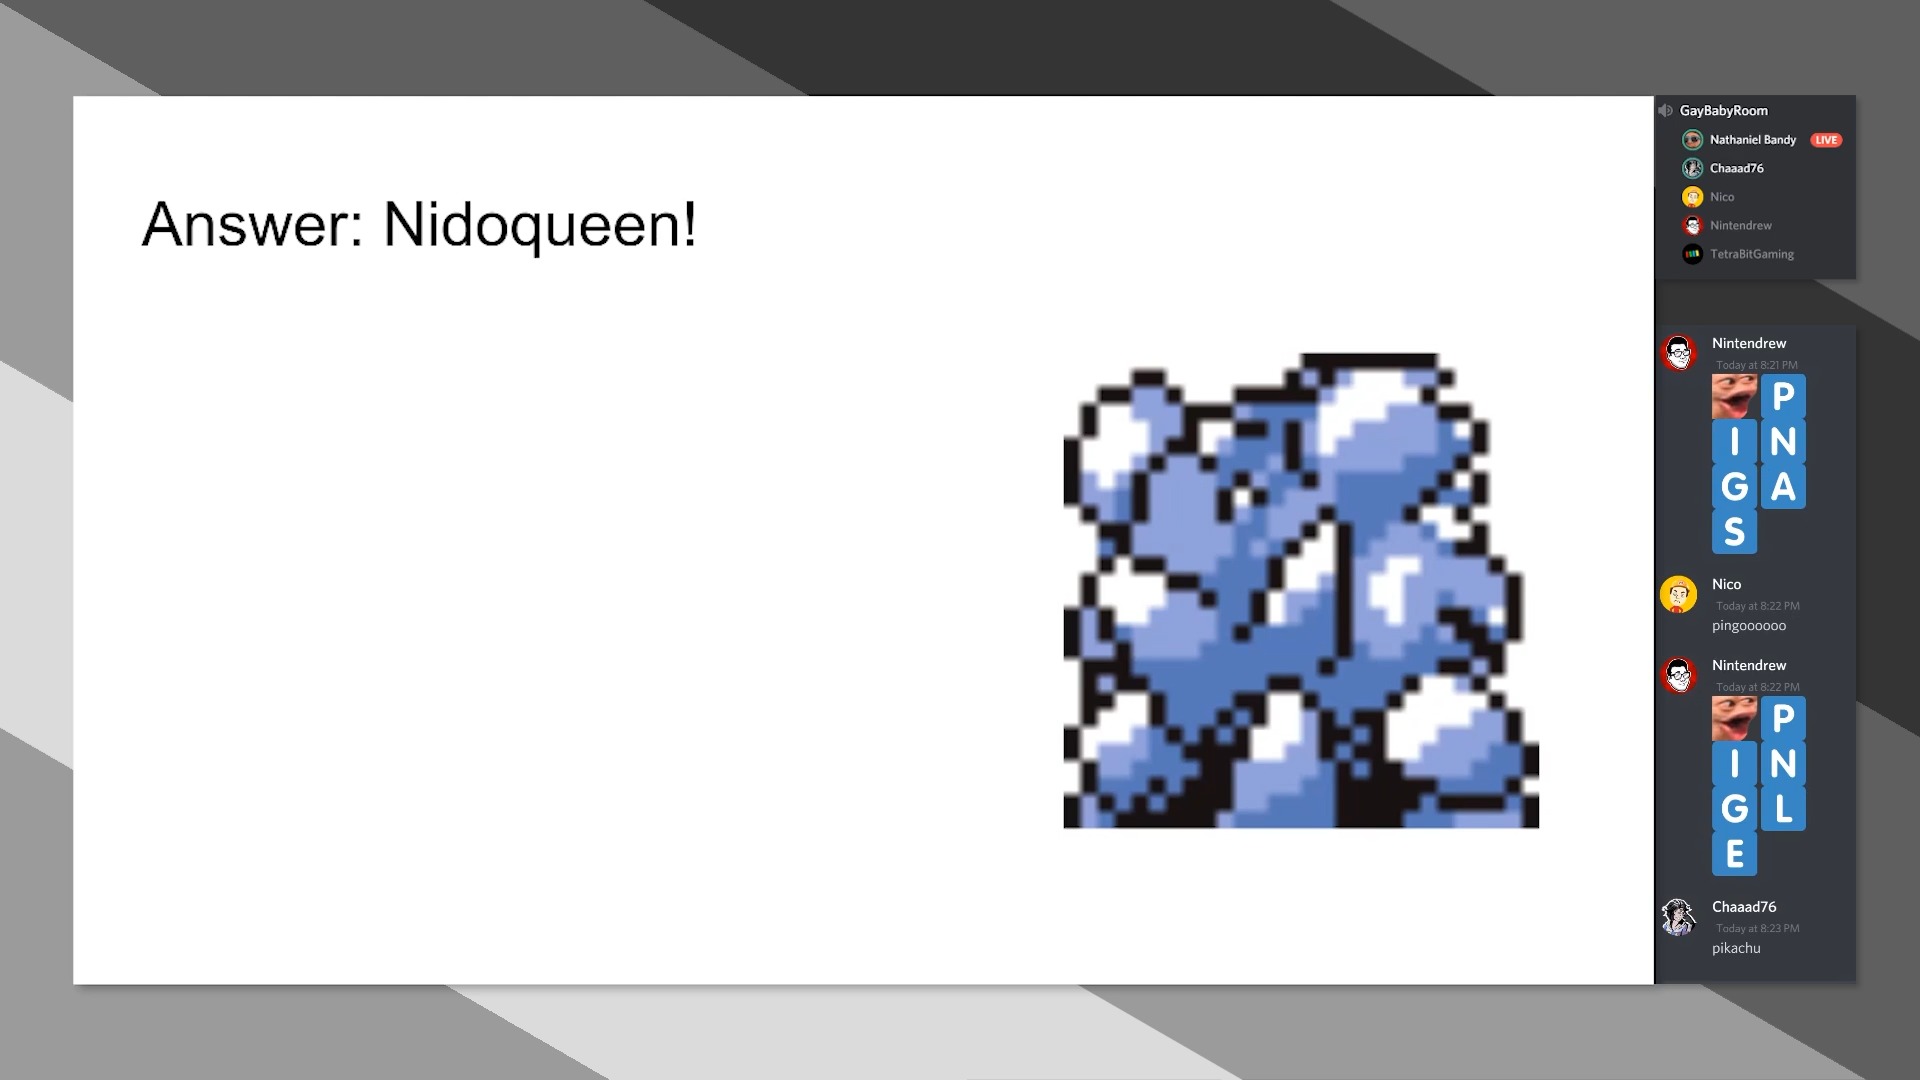 Answer: Nidoqueen!
GayBabyRoom
Nathaniel Bandy LIVE
Chaaad76
Nico
Nintendrew
TetraBitGaming
Nintendrew
Today at 8:21 PM
P
I N
G A
S
Nico
Today at 8:22 PM
pingoooooo
Nintendrew
Today at 8:22 PM
P
I N
G L
E
Chaaad76
Today at 8:23 PM
pikachu